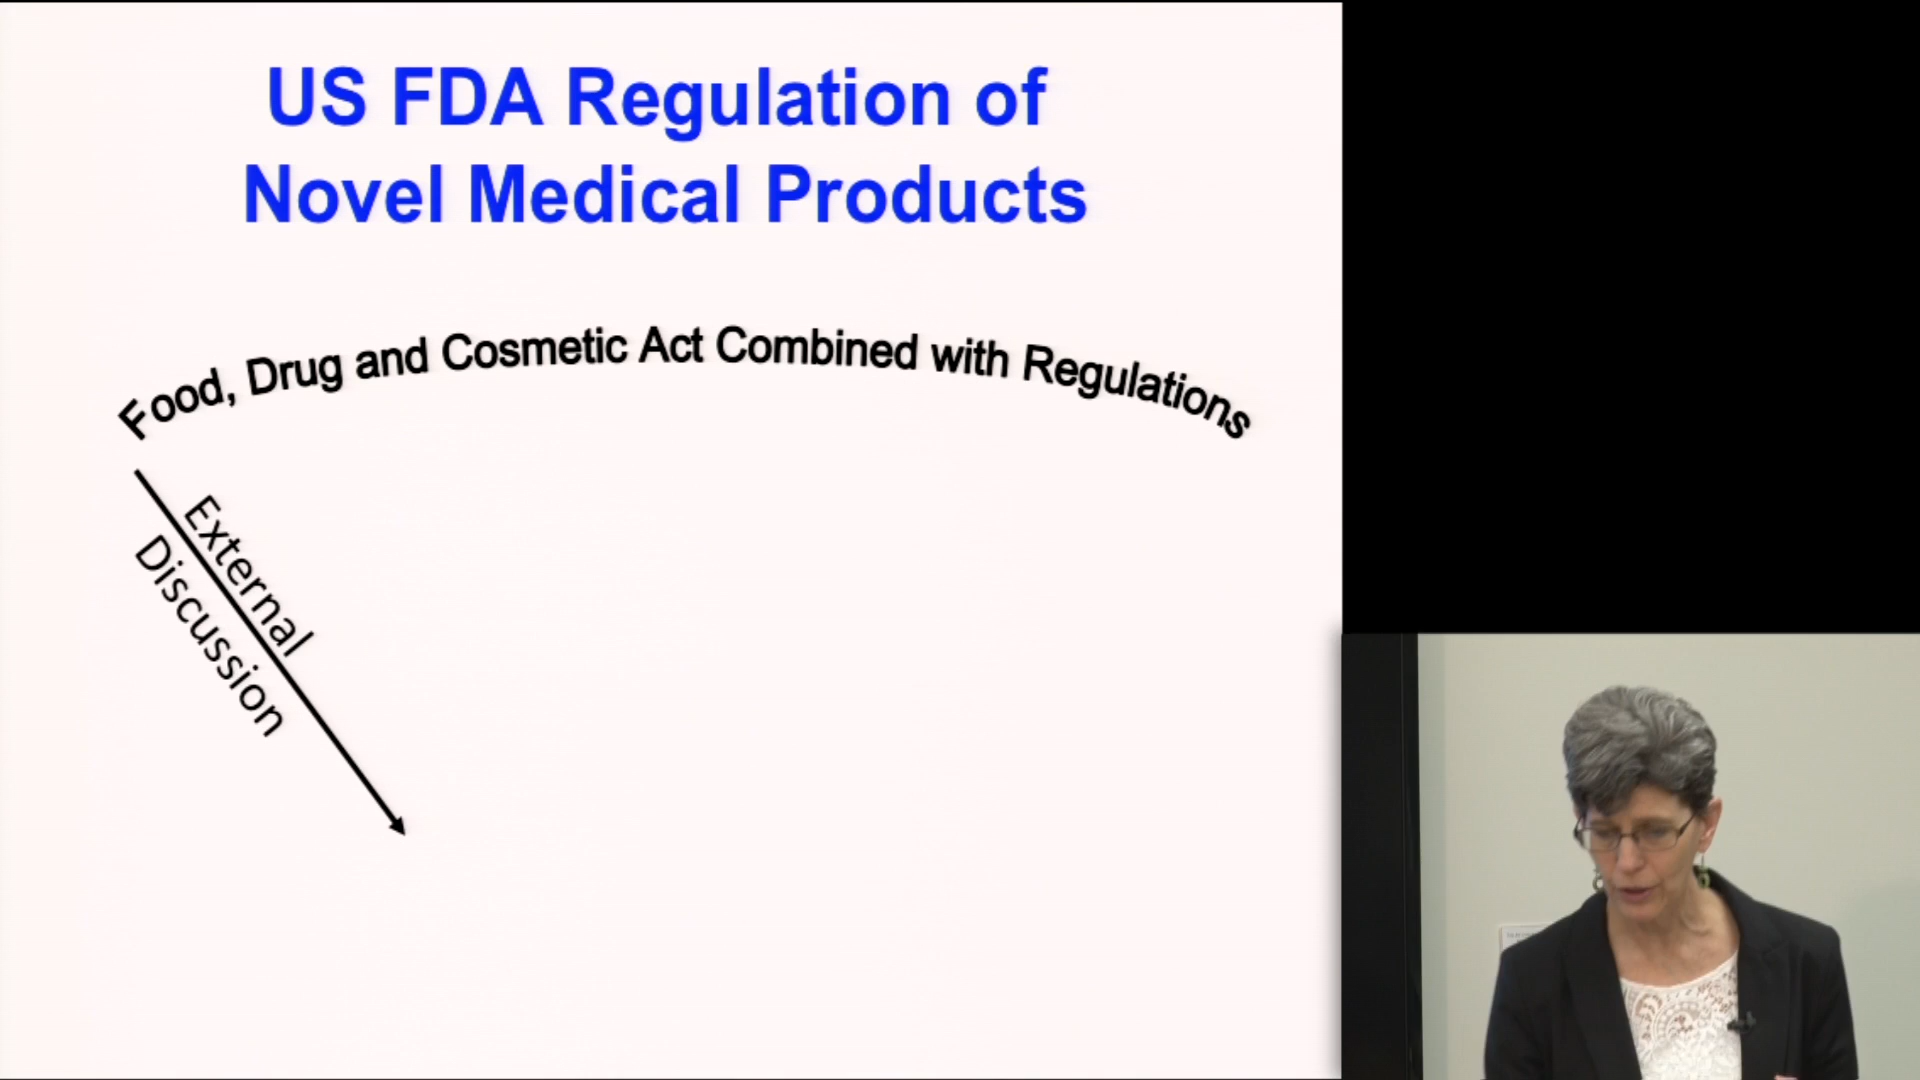 US FDA Regulation of
Novel Medical Products
Food, Drug and Cosmetic Act Combined with Regulations
External
Discussion